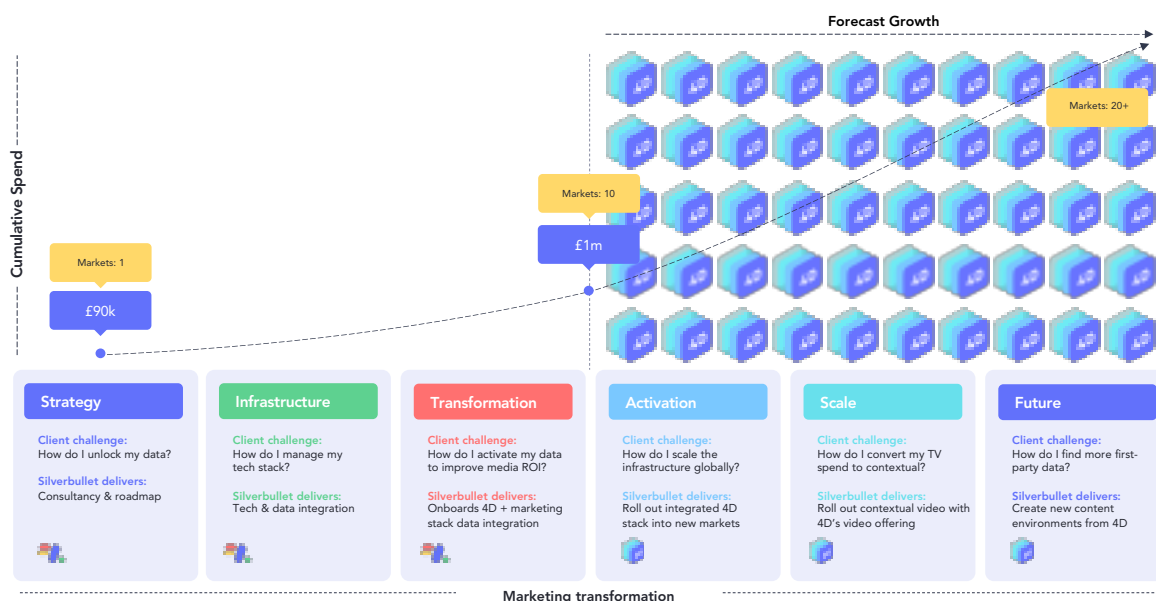 Forecast Growth
Cumulative Spend
Markets: 20+
Markets: 10
£1m
Markets: 1
£90k
Strategy
Client challenge:
How do I unlock my data?
Silverbullet delivers:
Consultancy & roadmap
Infrastructure
Client challenge:
How do I manage my
tech stack?
Silverbullet delivers:
Tech & data integration
Transformation
Client challenge:
How do I activate my data
to improve media ROI?
Silverbullet delivers:
Onboards 4D + marketing
stack data integration
Activation
Client challenge:
How do I scale the
infrastructure globally?
Silverbullet delivers:
Roll out integrated 4D
stack into new markets
Scale
Client challenge:
How do I convert my TV
spend to contextual?
Silverbullet delivers:
Roll out contextual video with
4D’s video offering
Future
Client challenge:
How do I find more first-
party data?
Silverbullet delivers:
Create new content
environments from 4D
Marketing transformation